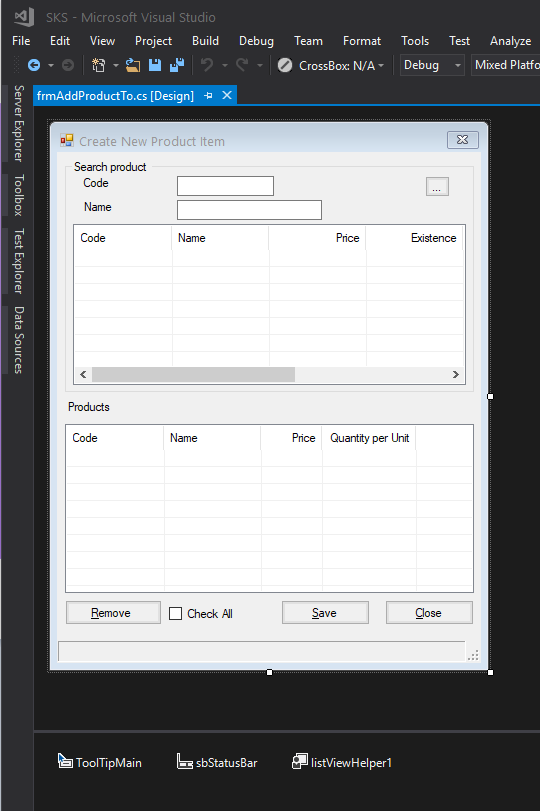 SKS - Microsoft Visual Studio
File Edit View Project Build Debug Team Format Tools Test Analyze
CrossBox: N/A Debug Mixed Platfo
frmAddProductTo.cs [Design]
Server Explorer
Toolbox
Test Explorer
Data Sources
Create New Product Item
Search product
Code
...
Name
Code Name Price Existence
Products
Code Name Price Quantity per Unit
Remove Check All Save Close
ToolTipMain sbStatusBar listViewHelper1